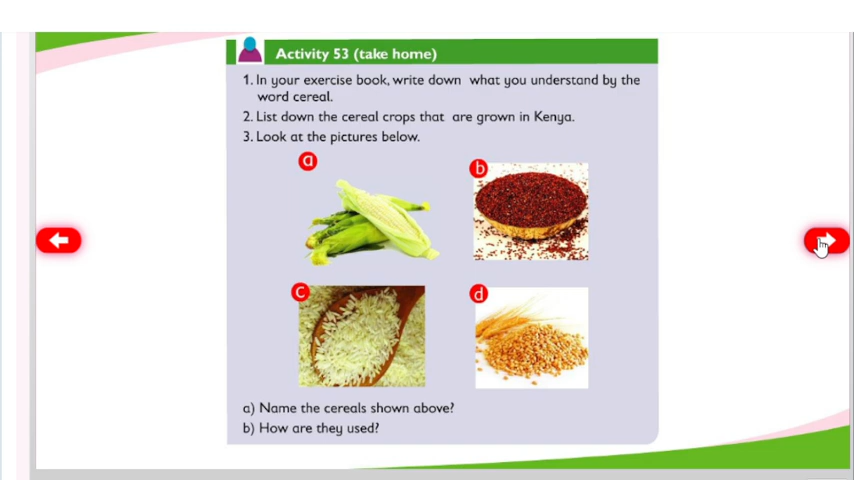 Activity 53 (take home)
1. In your exercise book, write down what you understand by the
word cereal.
2. List down the cereal crops that are grown in Kenya.
3. Look at the pictures below.
a
b
c
d
a) Name the cereals shown above?
b) How are they used?